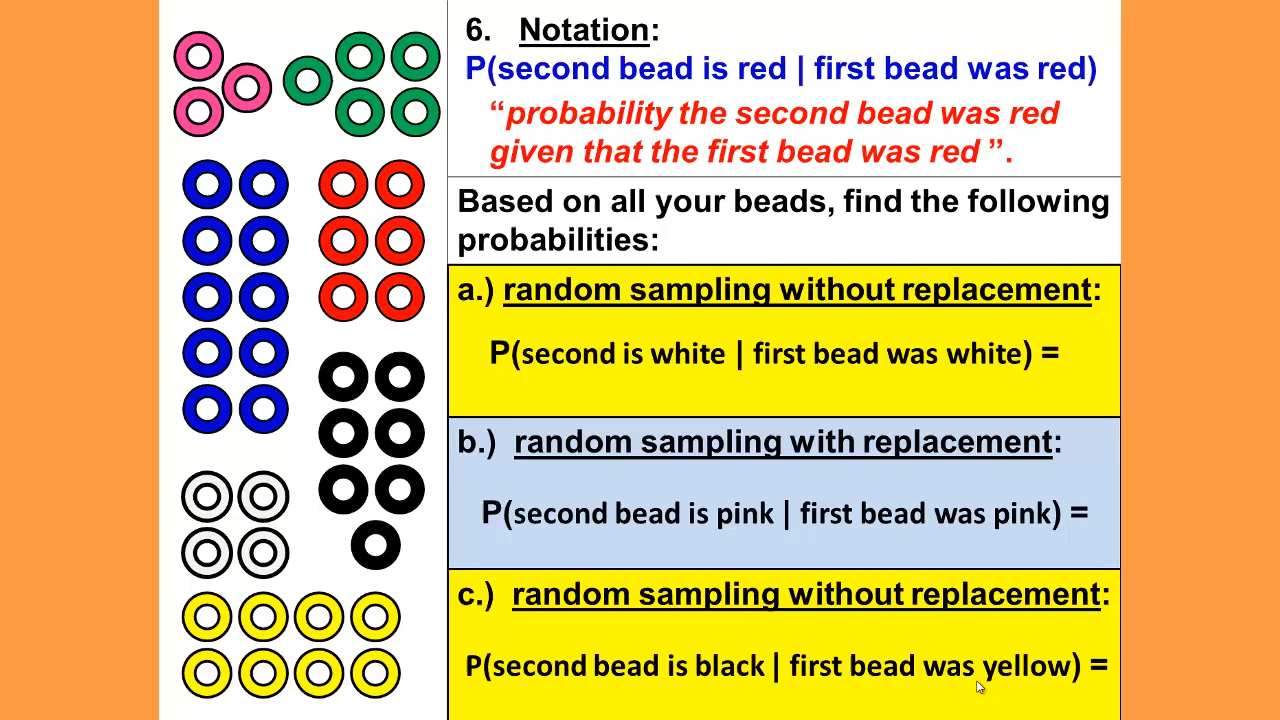 6. Notation:
P(second bead is red | first bead was red)
“probability the second bead was red
given that the first bead was red ”.
Based on all your beads, find the following
probabilities:
a.) random sampling without replacement:
P(second is white | first bead was white) =
b.) random sampling with replacement:
P(second bead is pink | first bead was pink) =
c.) random sampling without replacement:
P(second bead is black | first bead was yellow) =